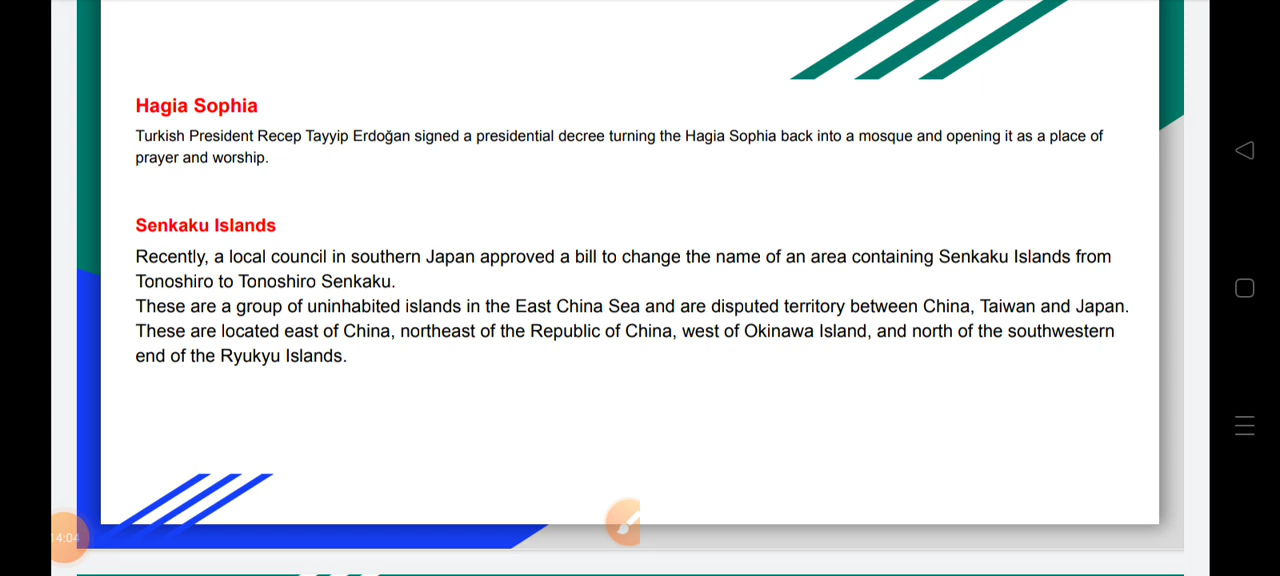 Hagia Sophia
Turkish President Recep Tayyip Erdoğan signed a presidential decree turning the Hagia Sophia back into a mosque and opening it as a place of
prayer and worship.
Senkaku Islands
Recently, a local council in southern Japan approved a bill to change the name of an area containing Senkaku Islands from
Tonoshiro to Tonoshiro Senkaku.
These are a group of uninhabited islands in the East China Sea and are disputed territory between China, Taiwan and Japan.
These are located east of China, northeast of the Republic of China, west of Okinawa Island, and north of the southwestern
end of the Ryukyu Islands.
14:04